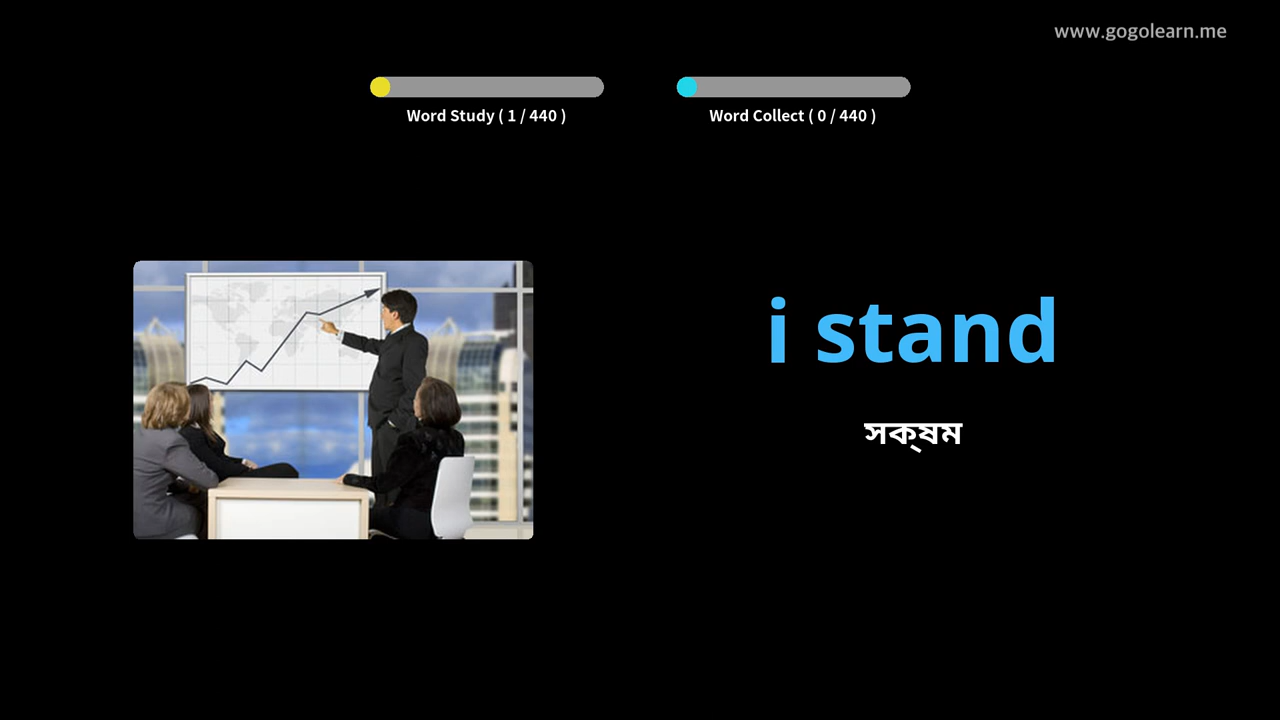 www.gogolearn.me
Word Study ( 1 / 440 )
Word Collect ( 0 / 440 )
i stand
সক্‌ষম